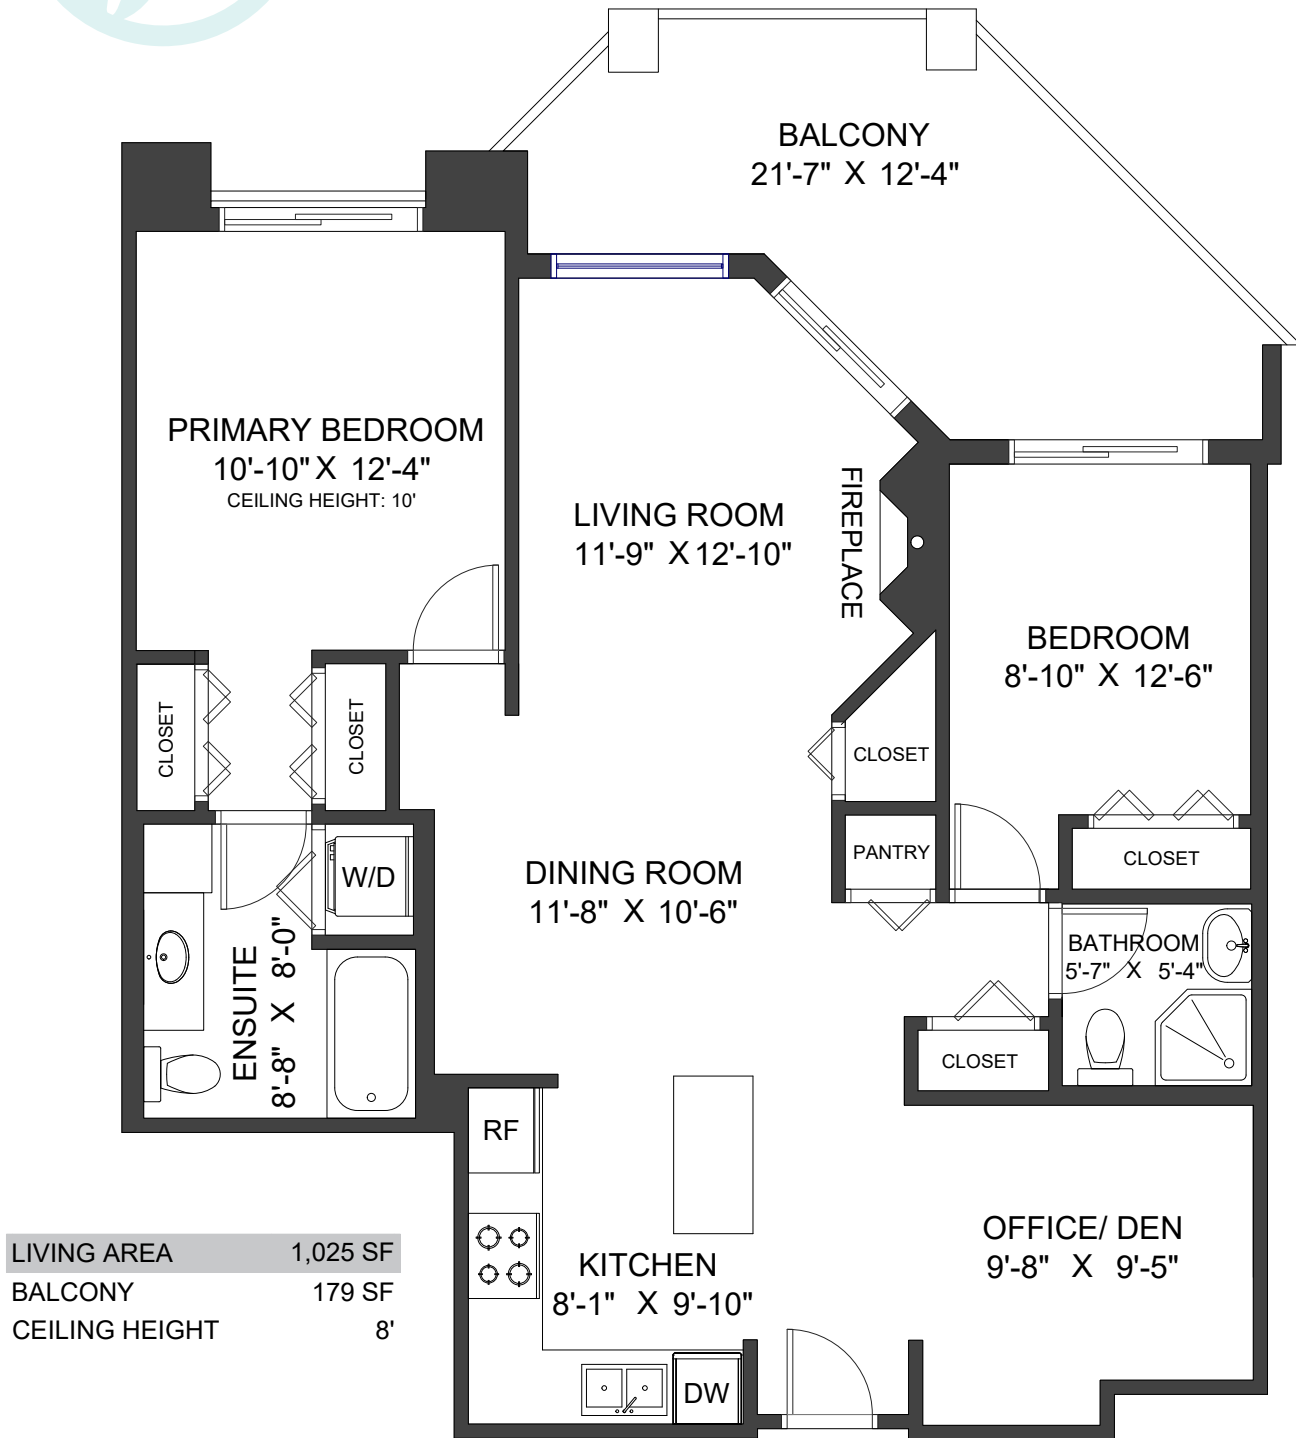 BALCONY
21'-7" X 12'-4"
PRIMARY BEDROOM
10'-10" X 12'-4"
CEILING HEIGHT: 10'
LIVING ROOM
11'-9" X 12'-10"
FIREPLACE
BEDROOM
8'-10" X 12'-6"
CLOSET
CLOSET
CLOSET
PANTRY
CLOSET
W/D
DINING ROOM
11'-8" X 10'-6"
ENSUITE
8'-8" X 8'-0"
BATHROOM
5'-7" X 5'-4"
CLOSET
RF
OFFICE/ DEN
9'-8" X 9'-5"
KITCHEN
8'-1" X 9'-10"
DW
LIVING AREA 1,025 SF
BALCONY 179 SF
CEILING HEIGHT 8'